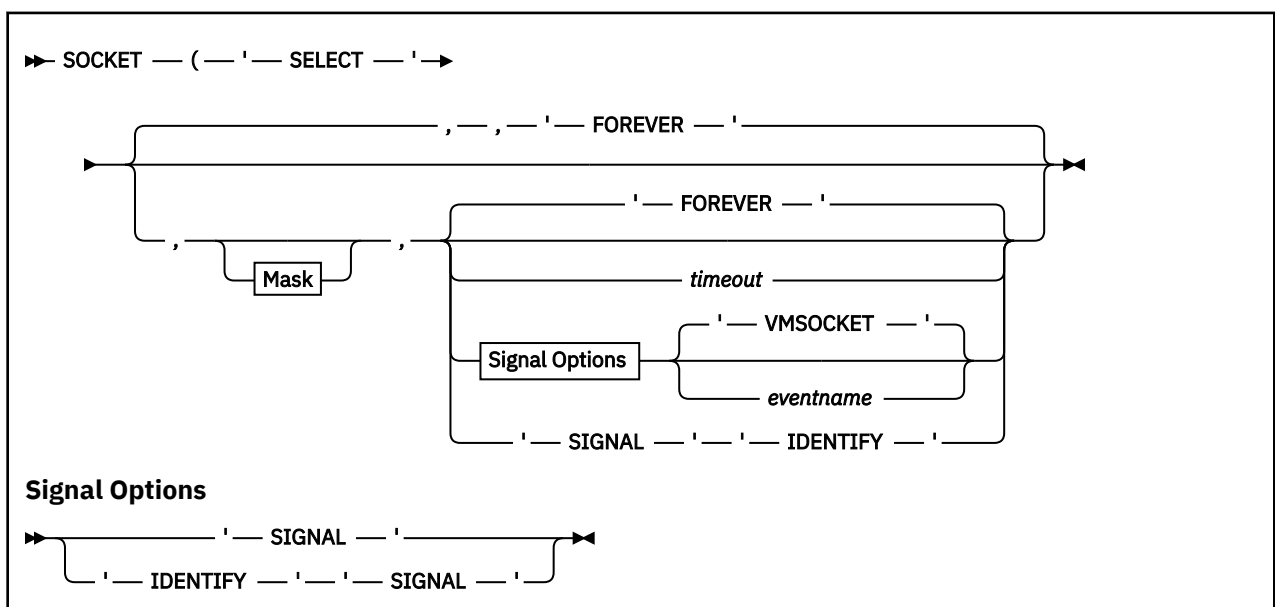 SOCKET ( ' SELECT '
, , ' FOREVER '
' FOREVER '
, Mask ,
timeout
' VMSOCKET '
Signal Options
eventname
' SIGNAL ' ' IDENTIFY '
Signal Options
' SIGNAL '
' IDENTIFY ' ' SIGNAL '